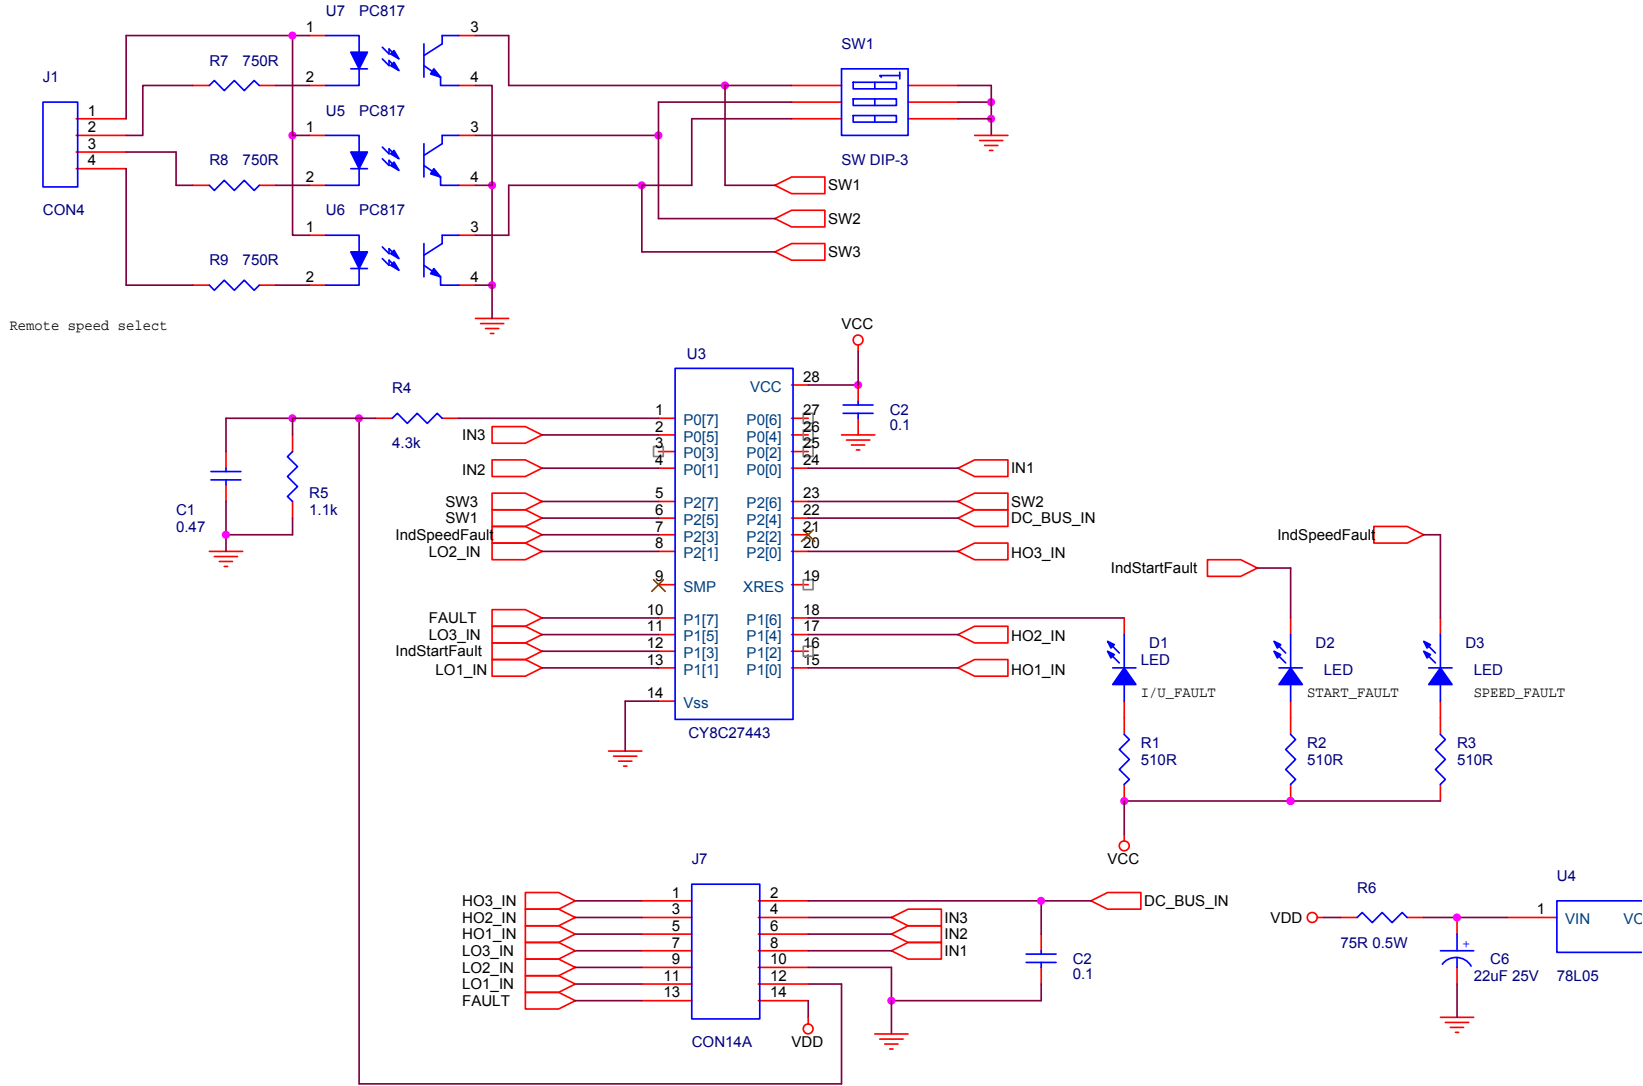 U7 PC817
1
3
R7 750R
2
4
J1
1
2
3
4
CON4
U5 PC817
1
3
R8 750R
2
4
U6 PC817
1
3
R9 750R
2
4
SW1
1
SW DIP-3
SW1
SW2
SW3
Remote speed select
VCC
C2
0.1
U3
R4
4.3k
C1
0.47
R5
1.1k
VCC 28
1 P0[7] P0[6] 27
IN3 2 P0[5] P0[4] 26
3 P0[3] P0[2] 25
IN2 4 P0[1] P0[0] 24 IN1
SW3 5 P2[7] P2[6] 23 SW2
SW1 6 P2[5] P2[4] 22 DC_BUS_IN
IndSpeedFault 7 P2[3] P2[2] 21
LO2_IN 8 P2[1] P2[0] 20 HO3_IN
9 SMP XRES 19
FAULT 10 P1[7] P1[6] 18
LO3_IN 11 P1[5] P1[4] 17 HO2_IN
IndStartFault 12 P1[3] P1[2] 16
LO1_IN 13 P1[1] P1[0] 15 HO1_IN
14 Vss
CY8C27443
IndSpeedFault
IndStartFault
D1
LED
I/U_FAULT
D2
LED
START_FAULT
D3
LED
SPEED_FAULT
R1
510R
R2
510R
R3
510R
VCC
J7
HO3_IN 1 2 DC_BUS_IN
HO2_IN 3 4 IN3
HO1_IN 5 6 IN2
LO3_IN 7 8 IN1
LO2_IN 9 10
LO1_IN 11 12
FAULT 13 14
CON14A
VDD
C2
0.1
VDD
R6
75R 0.5W
+
C6
22uF 25V
U4
1
VIN
VO
78L05